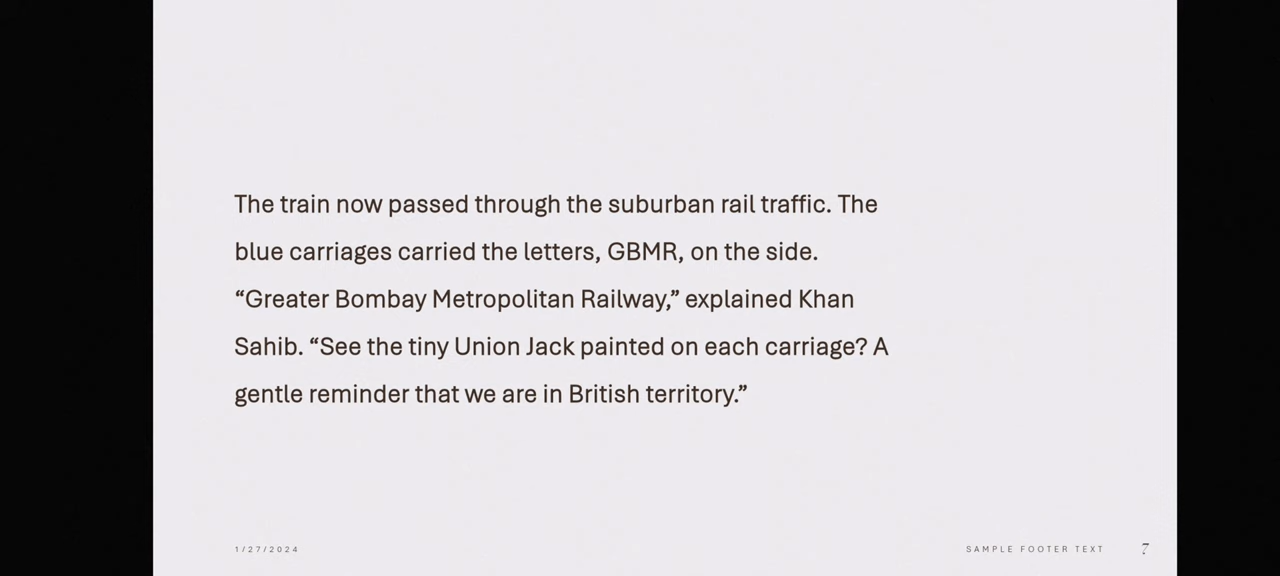 The train now passed through the suburban rail traffic. The
blue carriages carried the letters, GBMR, on the side.
“Greater Bombay Metropolitan Railway,” explained Khan
Sahib. “See the tiny Union Jack painted on each carriage? A
gentle reminder that we are in British territory.”
1/27/2024
SAMPLE FOOTER TEXT
7